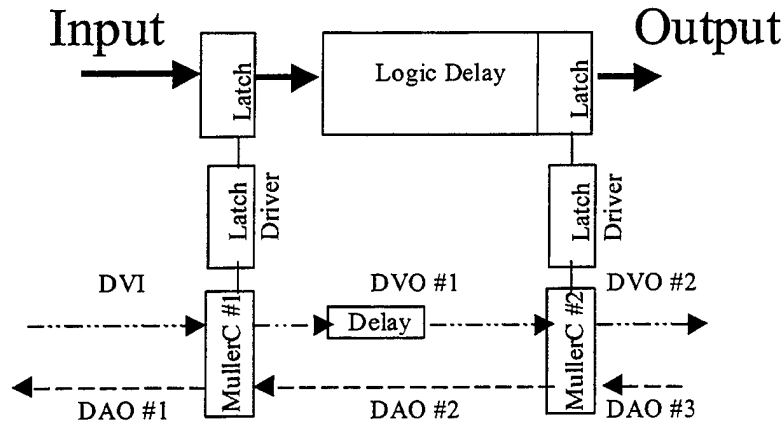 Input
Output
Latch
Logic Delay
Latch
Latch
Driver
Latch
Driver
DVI
DVO #1
DVO #2
MullerC #1
Delay
MullerC #2
DAO #1
DAO #2
DAO #3